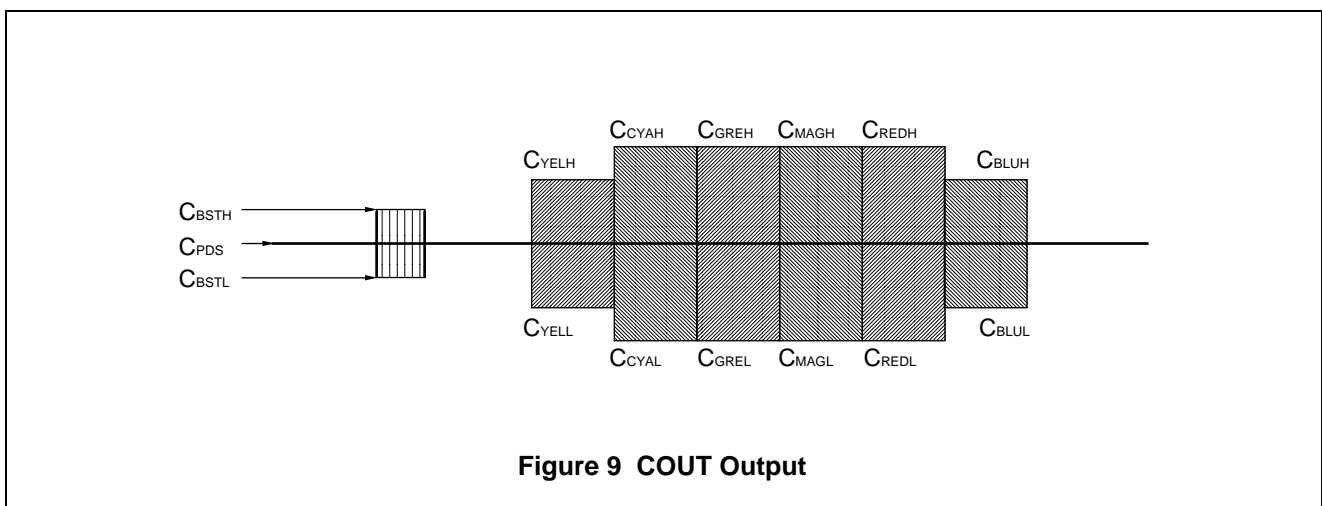 CCYAH CGREH CMAGH CREDH
CYELH CBLUH
CBSTH
CPDS
CBSTL
CYELL CBLUL
CCYAL CGREL CMAGL CREDL
Figure 9 COUT Output